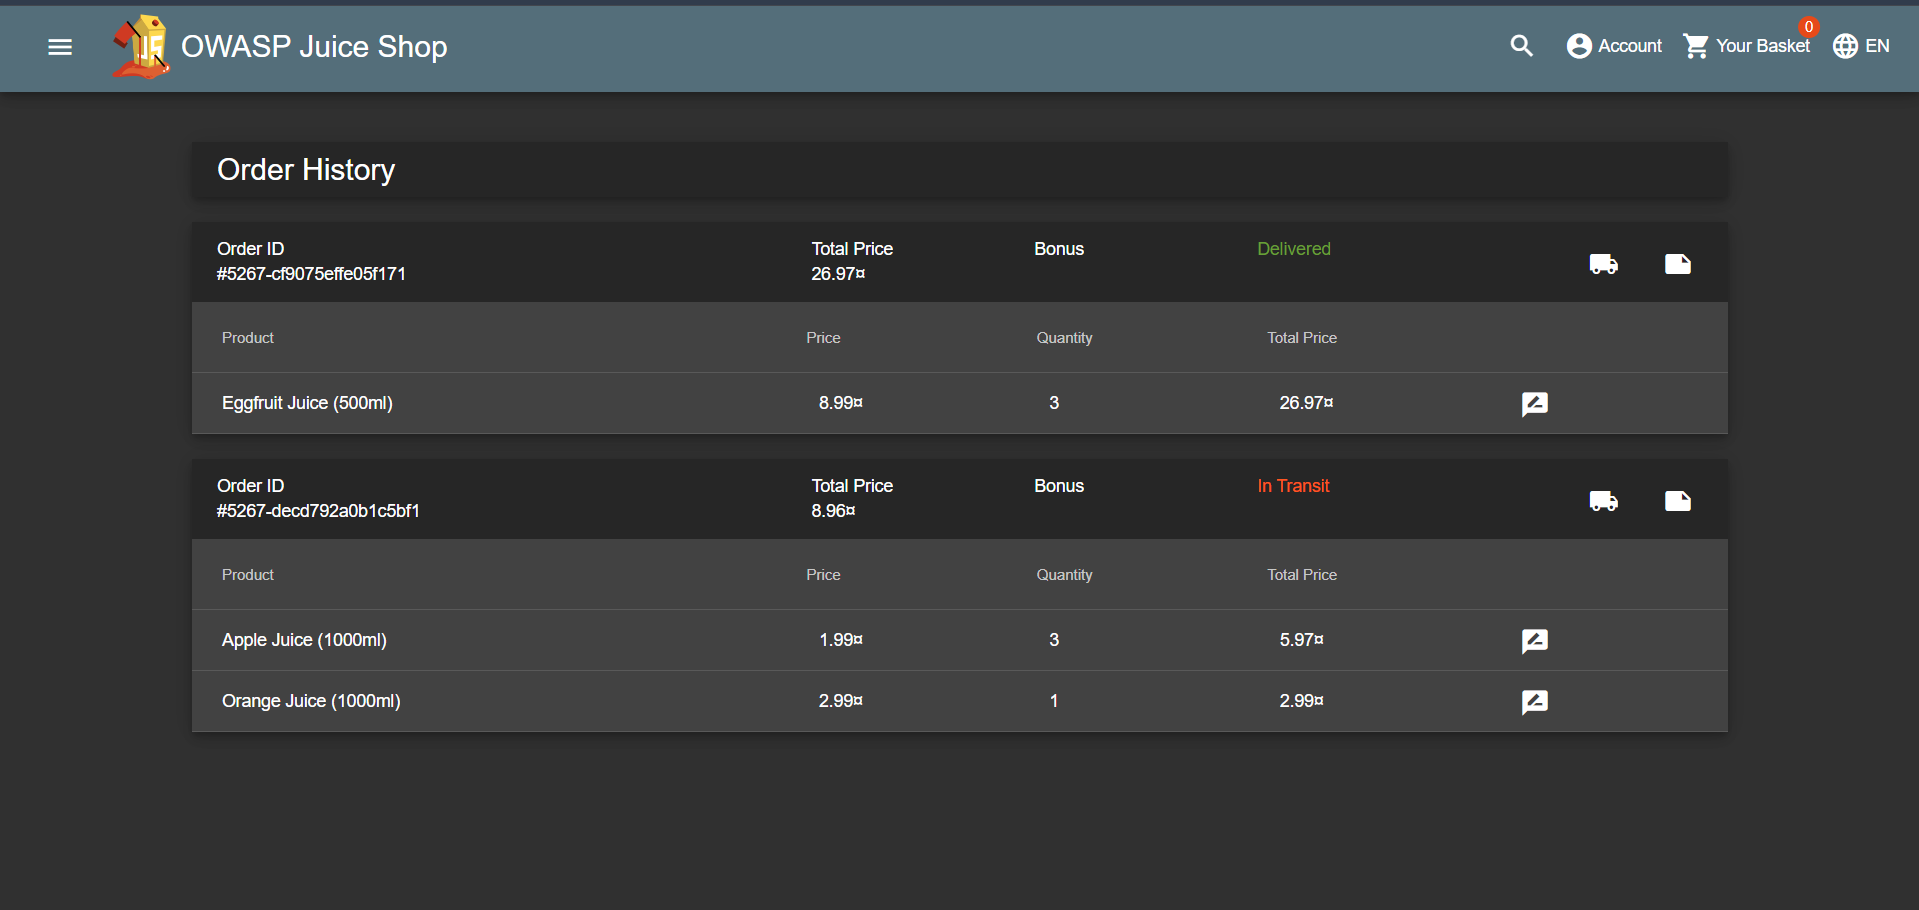 OWASP Juice Shop
Account
Your Basket
0
EN
Order History
Order ID
#5267-cf9075effe05f171
Total Price
26.97¤
Bonus
Delivered
Product Price Quantity Total Price
Eggfruit Juice (500ml) 8.99¤ 3 26.97¤
Order ID
#5267-decd792a0b1c5bf1
Total Price
8.96¤
Bonus
In Transit
Product Price Quantity Total Price
Apple Juice (1000ml) 1.99¤ 3 5.97¤
Orange Juice (1000ml) 2.99¤ 1 2.99¤